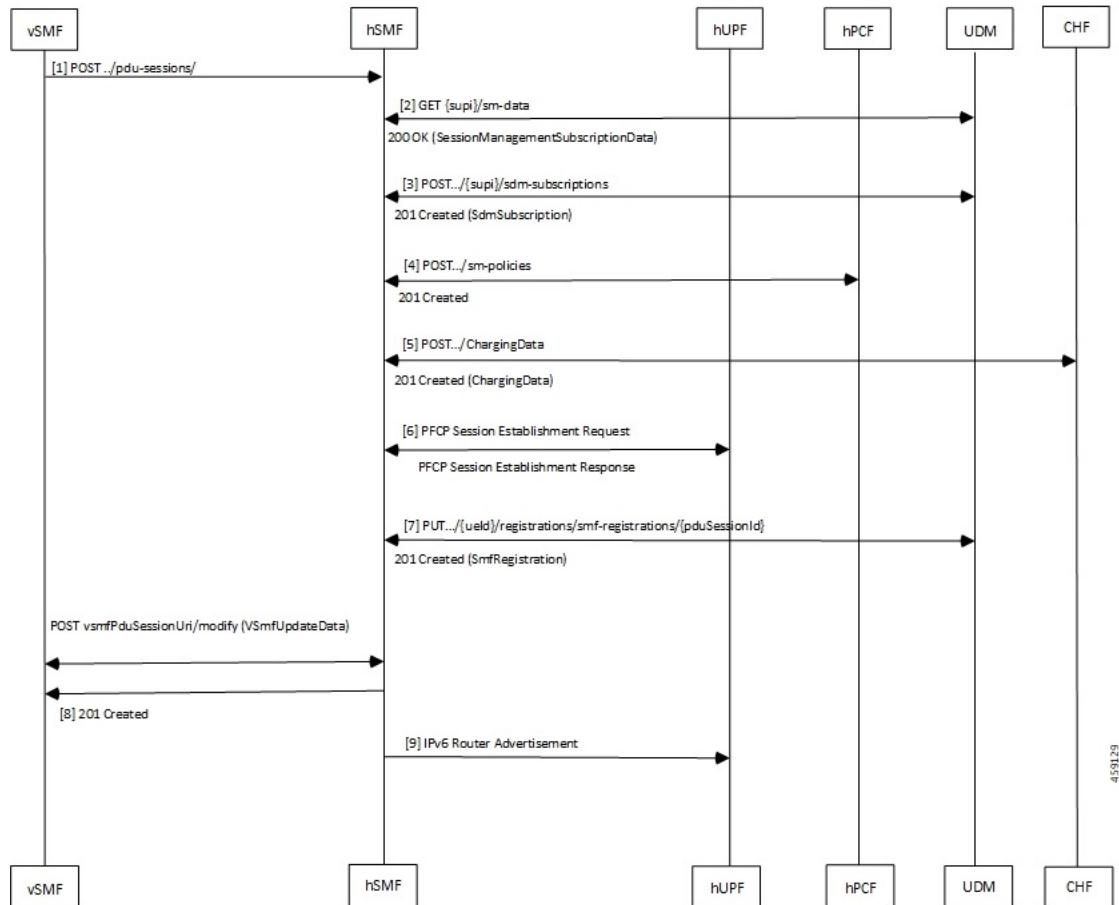 vSMF hSMF hUPF hPCF UDM CHF
[1] POST ../pdu-sessions/
[2] GET {supi}/sm-data
200 OK (SessionManagementSubscriptionData)
[3] POST.../{supi}/sdm-subscriptions
201 Created (SdmSubscription)
[4] POST.../sm-policies
201 Created
[5] POST.../ChargingData
201 Created (ChargingData)
[6] PFCP Session Establishment Request
PFCP Session Establishment Response
[7] PUT.../{ueId}/registrations/smf-registrations/{pduSessionId}
201 Created (SmfRegistration)
POST vsmfPduSessionUri/modify (VSmfUpdateData)
[8] 201 Created
[9] IPv6 Router Advertisement
459129
vSMF hSMF hUPF hPCF UDM CHF